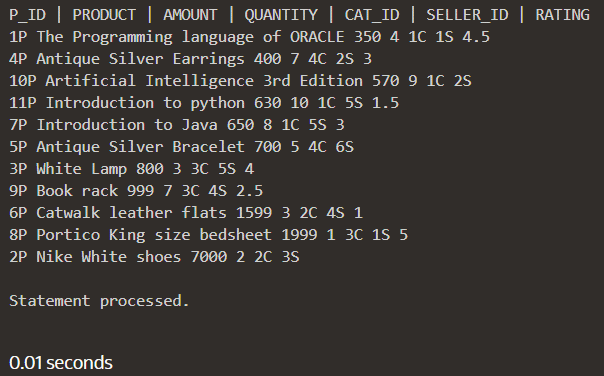 P_ID | PRODUCT | AMOUNT | QUANTITY | CAT_ID | SELLER_ID | RATING
1P The Programming language of ORACLE 350 4 1C 1S 4.5
4P Antique Silver Earrings 400 7 4C 2S 3
10P Artificial Intelligence 3rd Edition 570 9 1C 2S
11P Introduction to python 630 10 1C 5S 1.5
7P Introduction to Java 650 8 1C 5S 3
5P Antique Silver Bracelet 700 5 4C 6S
3P White Lamp 800 3 3C 5S 4
9P Book rack 999 7 3C 4S 2.5
6P Catwalk leather flats 1599 3 2C 4S 1
8P Portico King size bedsheet 1999 1 3C 1S 5
2P Nike White shoes 7000 2 2C 3S
Statement processed.
0.01 seconds